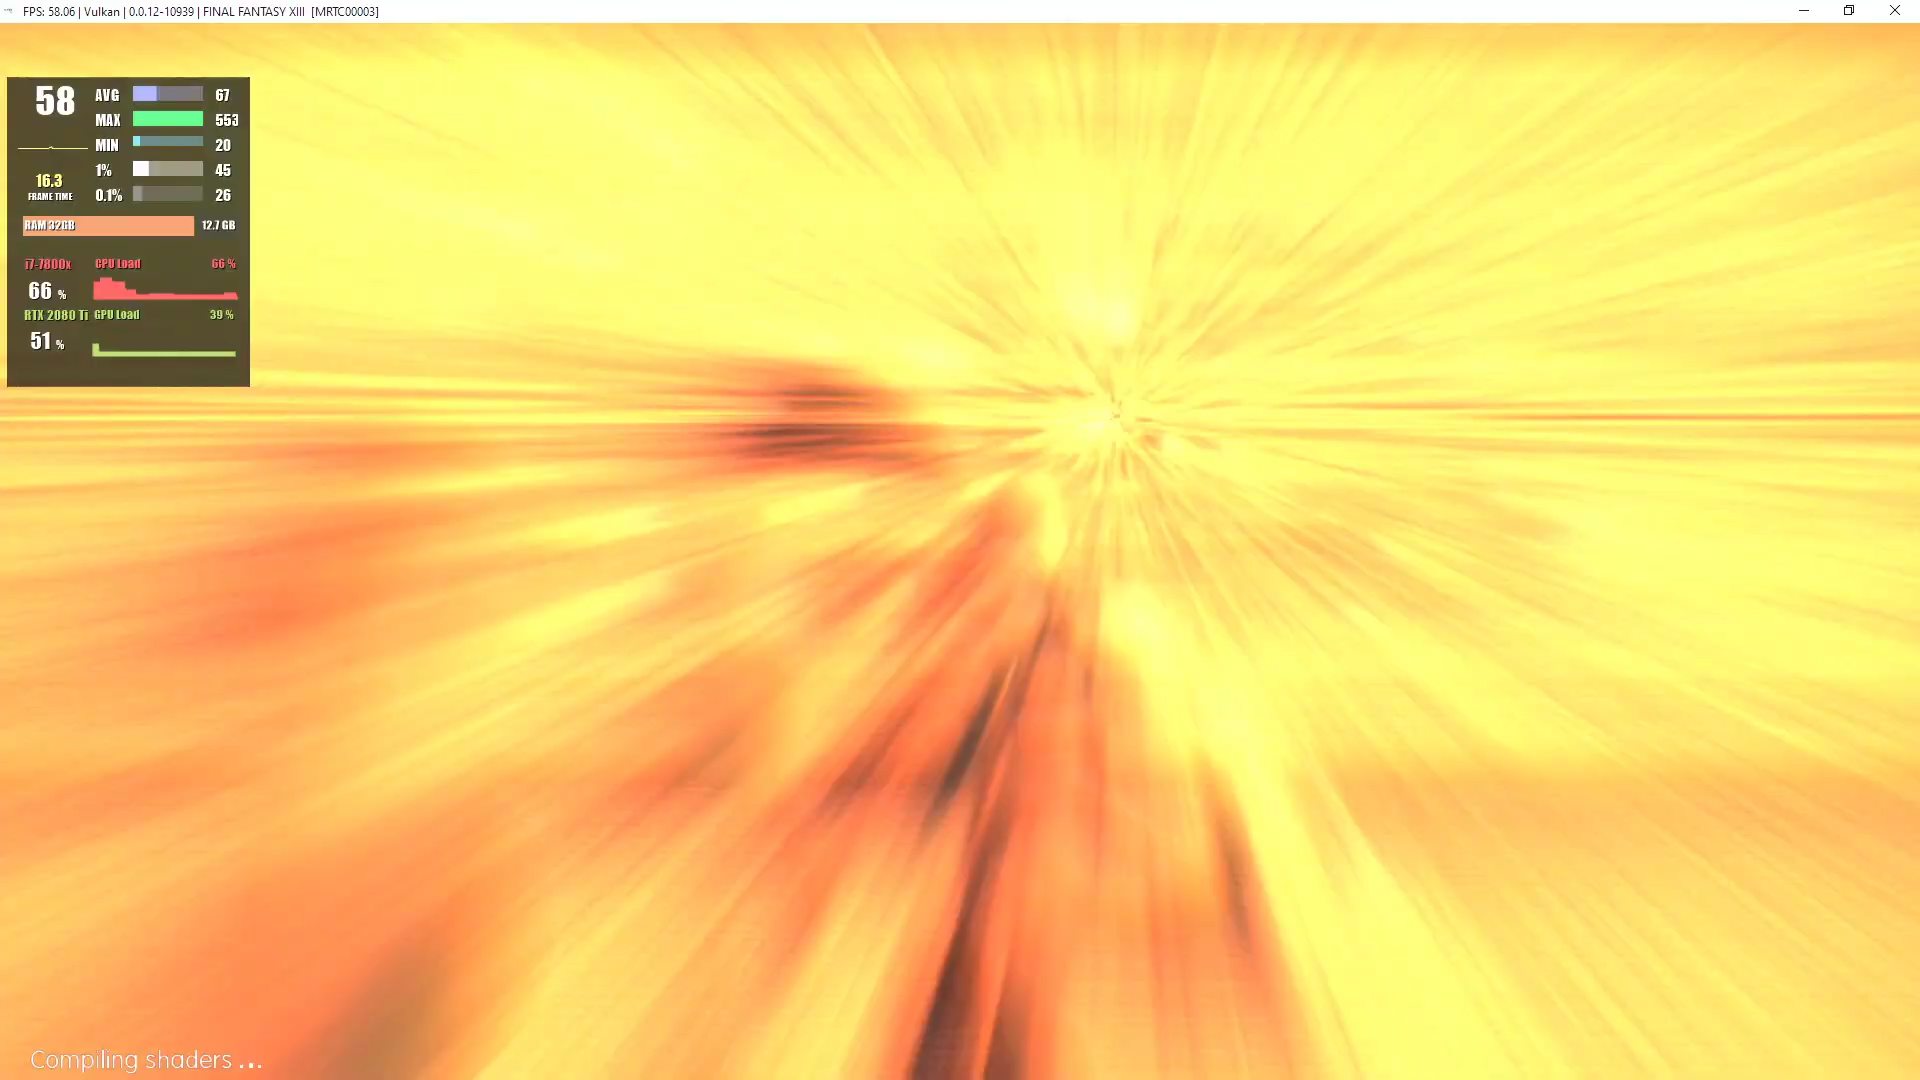 FPS: 58.06 | Vulkan | 0.0.12-10939 | FINAL FANTASY XIII [MRTC00003]
58 AVG 67
MAX 553
MIN 20
16.3 1% 45
FRAME TIME 0.1% 26
RAM 32GB 12.7 GB
i7-7800x CPU Load 66 %
66 %
RTX 2080 Ti GPU Load 39 %
51 %
Compiling shaders ...